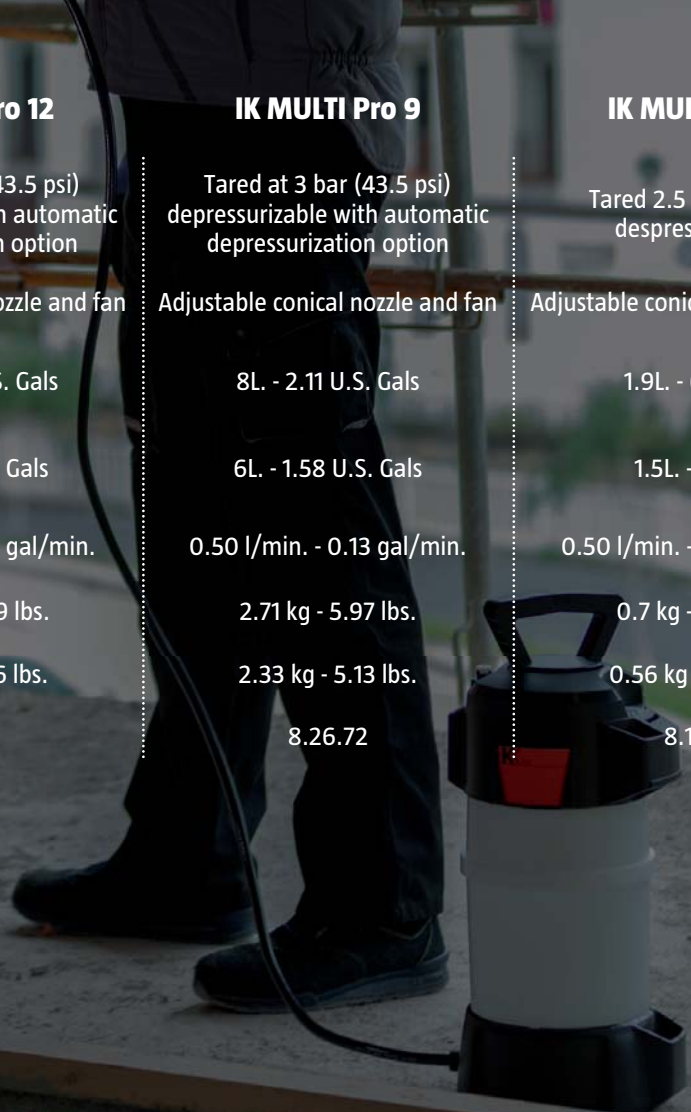 ro 12
43.5 psi)
h automatic
n option
ozzle and fan
S. Gals
Gals
gal/min.
9 lbs.
6 lbs.
IK MULTI Pro 9
Tared at 3 bar (43.5 psi)
depressurizable with automatic
depressurization option
Adjustable conical nozzle and fan
8L. - 2.11 U.S. Gals
6L. - 1.58 U.S. Gals
0.50 l/min. - 0.13 gal/min.
2.71 kg - 5.97 lbs.
2.33 kg - 5.13 lbs.
8.26.72
IK MUL
Tared 2.5
despres
Adjustable conic
1.9L. -
1.5L. -
0.50 l/min. -
0.7 kg -
0.56 kg
8.1